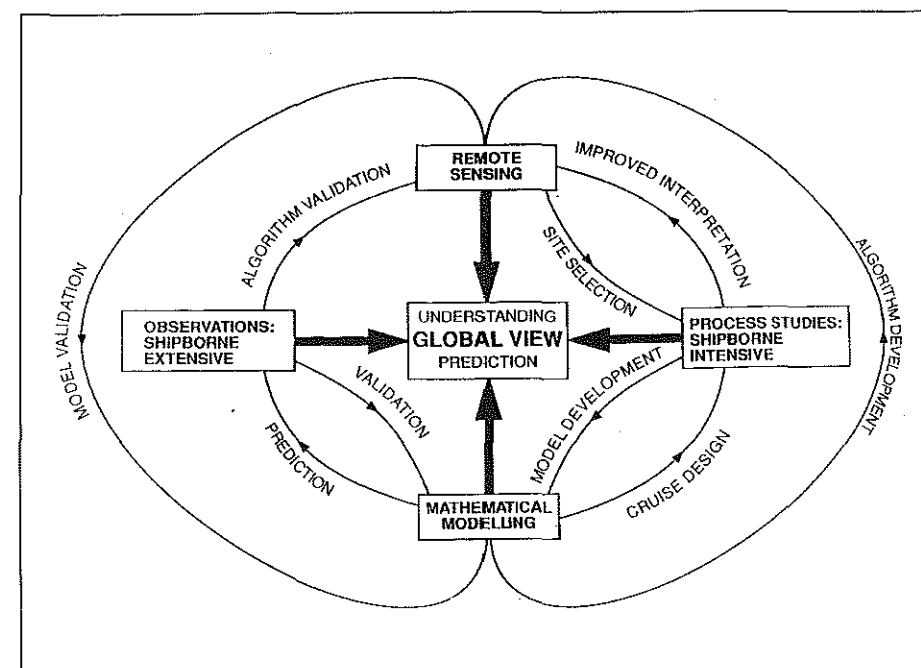 REMOTE
SENSING
IMPROVED INTERPRETATION
ALGORITHM VALIDATION
SITE SELECTION
MODEL VALIDATION
ALGORITHM DEVELOPMENT
OBSERVATIONS:
SHIPBORNE
EXTENSIVE
UNDERSTANDING
GLOBAL VIEW
PREDICTION
PROCESS STUDIES:
SHIPBORNE
INTENSIVE
VALIDATION
MODEL DEVELOPMENT
PREDICTION
CRUISE DESIGN
MATHEMATICAL
MODELLING